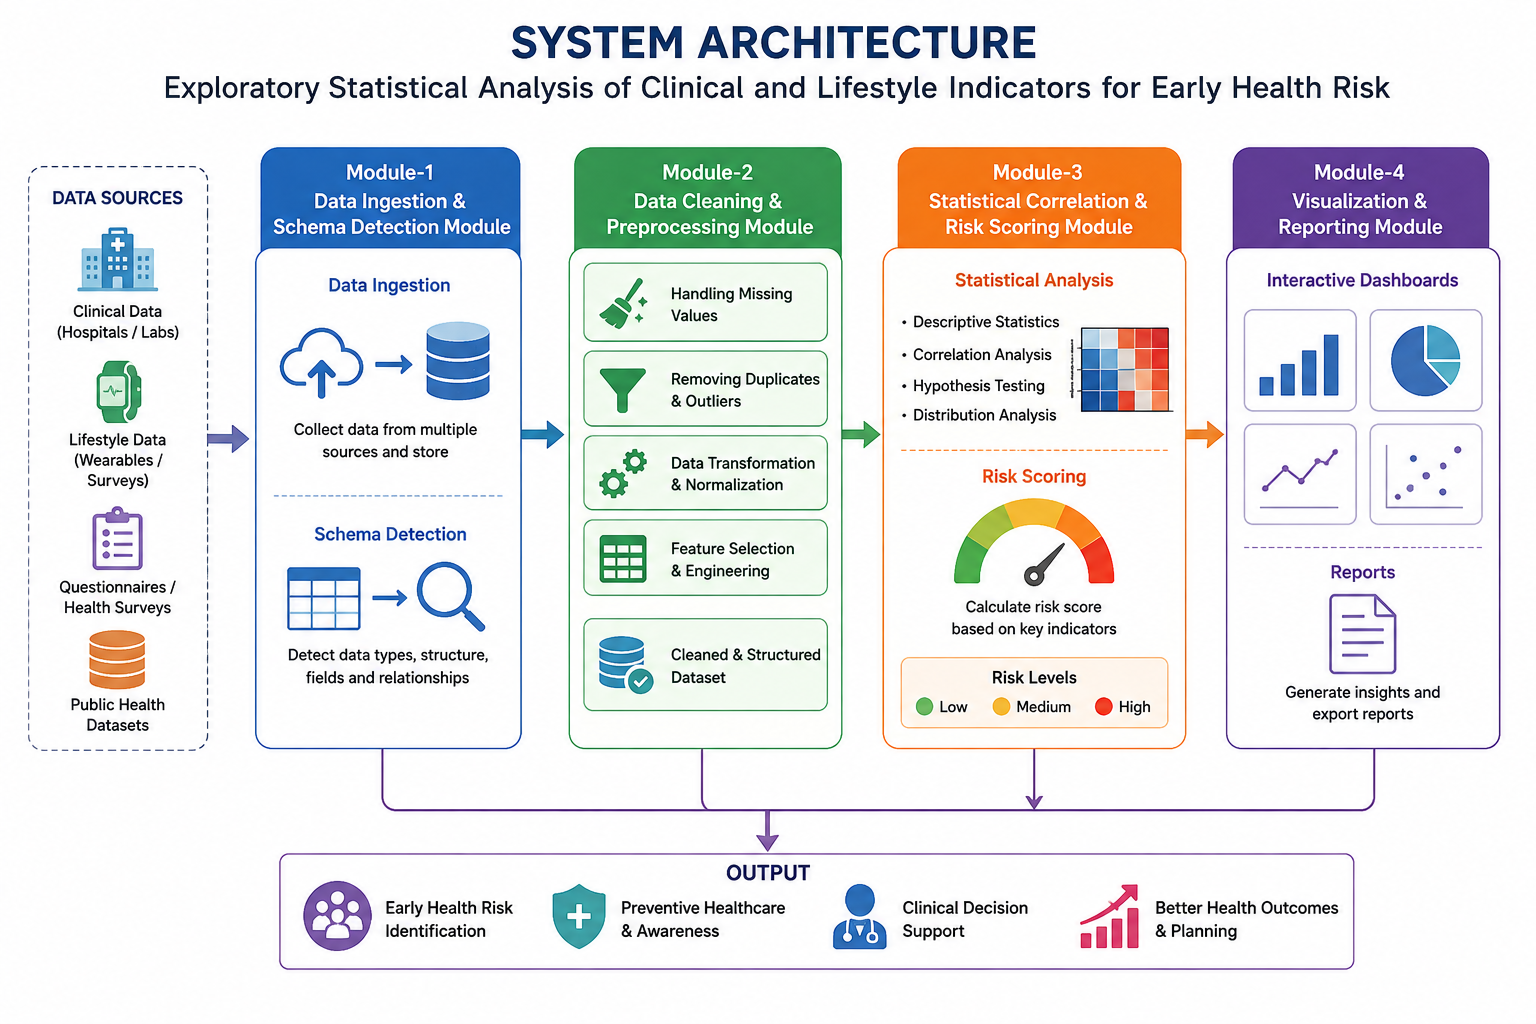 SYSTEM ARCHITECTURE
Exploratory Statistical Analysis of Clinical and Lifestyle Indicators for Early Health Risk
DATA SOURCES
Clinical Data
(Hospitals / Labs)
Lifestyle Data
(Wearables /
Surveys)
Questionnaires /
Health Surveys
Public Health
Datasets
Module-1
Data Ingestion &
Schema Detection Module
Data Ingestion
Collect data from multiple
sources and store
Schema Detection
Detect data types, structure,
fields and relationships
Module-2
Data Cleaning &
Preprocessing Module
Handling Missing
Values
Removing Duplicates
& Outliers
Data Transformation
& Normalization
Feature Selection
& Engineering
Cleaned & Structured
Dataset
Module-3
Statistical Correlation &
Risk Scoring Module
Statistical Analysis
• Descriptive Statistics
• Correlation Analysis
• Hypothesis Testing
• Distribution Analysis
Risk Scoring
Calculate risk score
based on key indicators
Risk Levels
Low
Medium
High
Module-4
Visualization &
Reporting Module
Interactive Dashboards
Reports
Generate insights and
export reports
OUTPUT
Early Health Risk
Identification
Preventive Healthcare
& Awareness
Clinical Decision
Support
Better Health Outcomes
& Planning